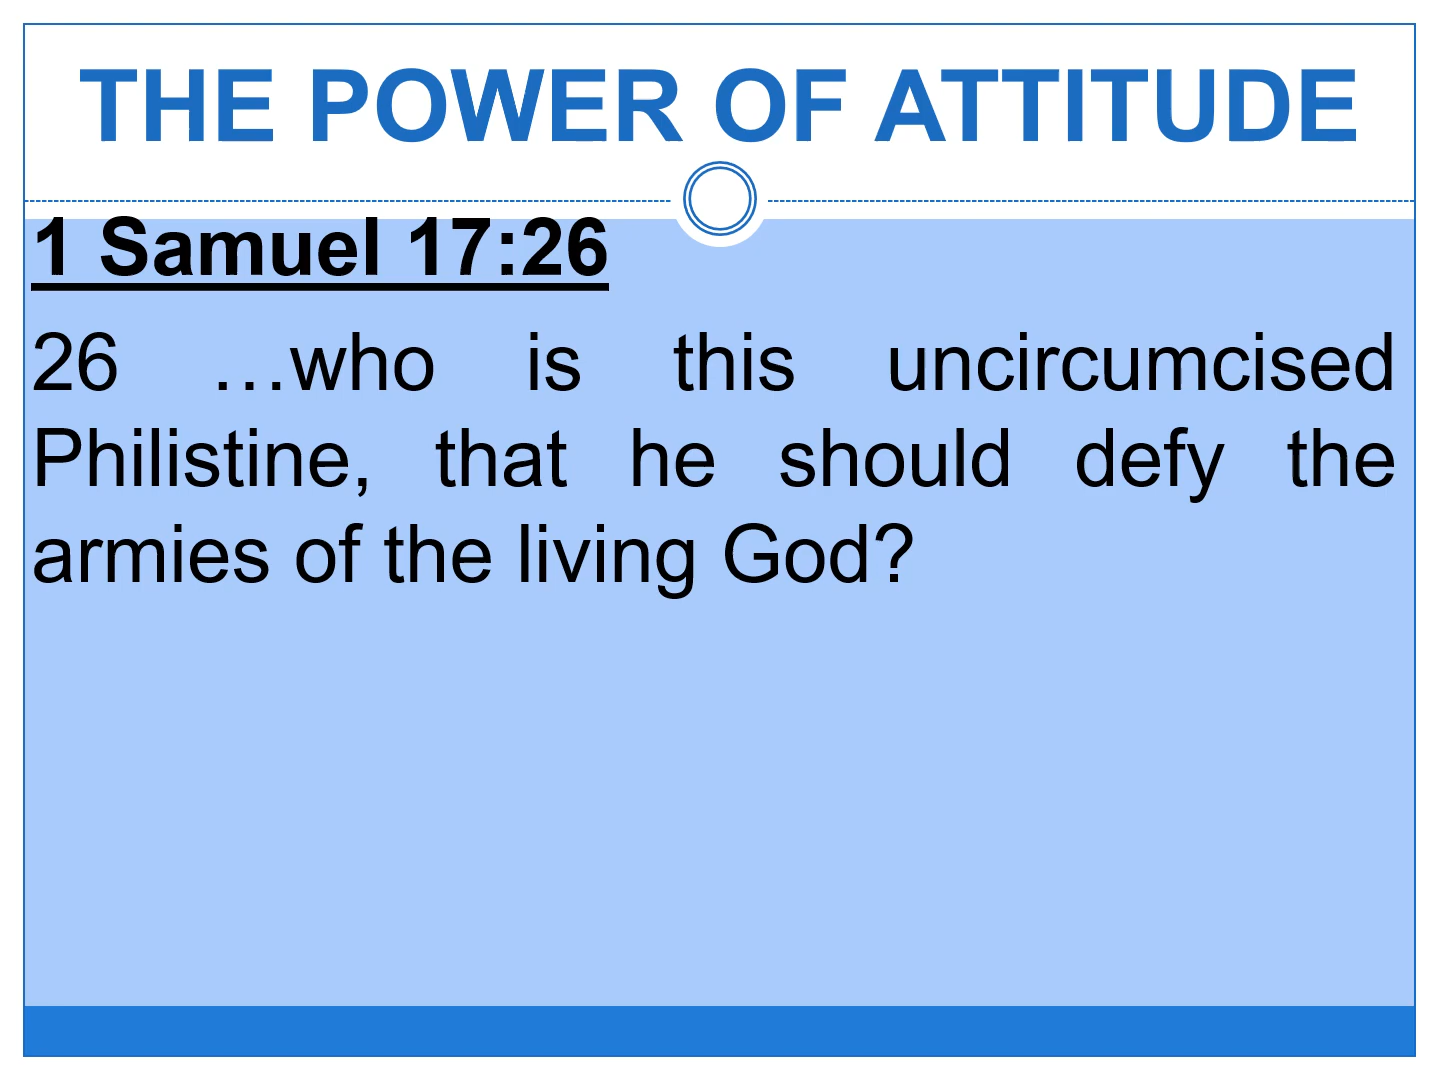 THE POWER OF ATTITUDE
1 Samuel 17:26
26 …who is this uncircumcised
Philistine, that he should defy the
armies of the living God?